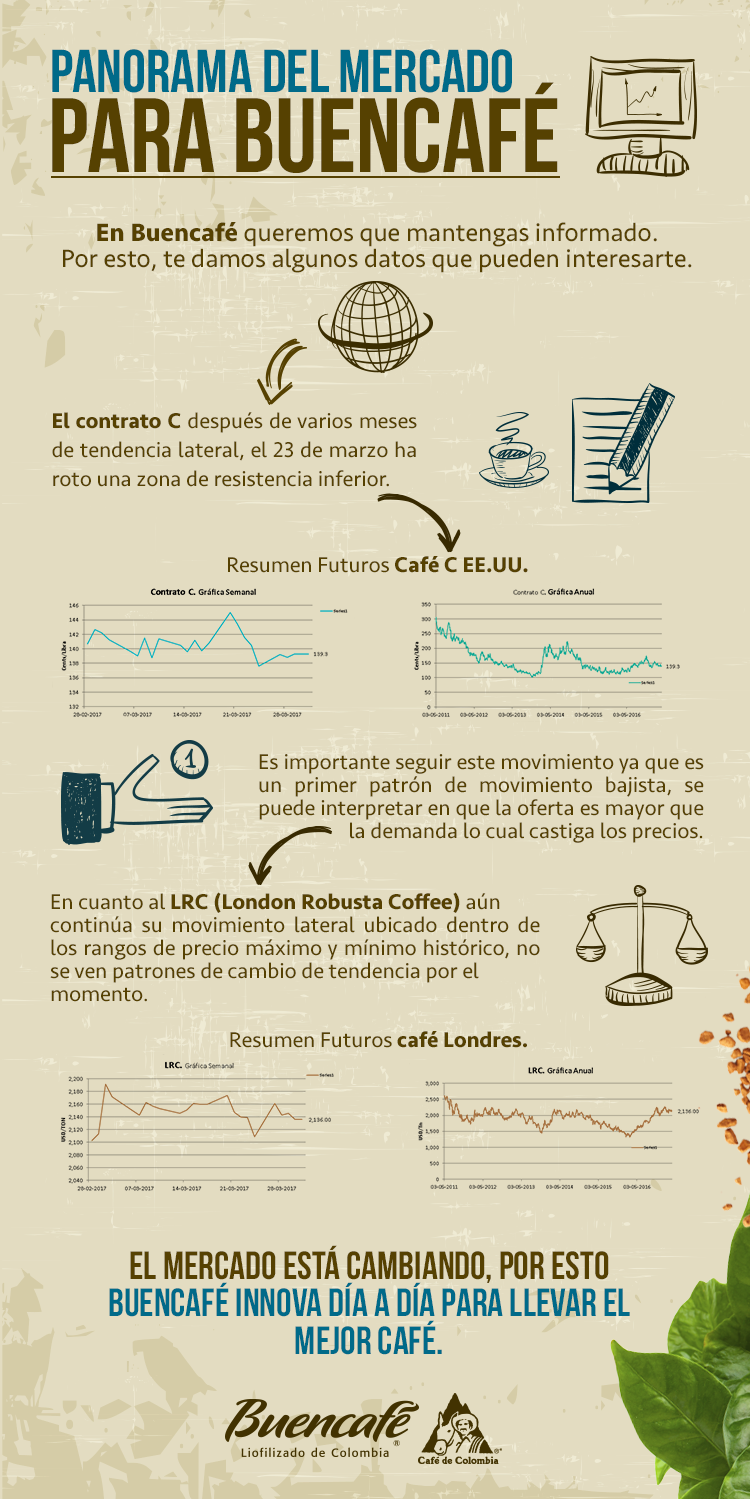 PANORAMA DEL MERCADO
PARA BUENCAFÉ
En Buencafé queremos que mantengas informado.
Por esto, te damos algunos datos que pueden interesarte.
El contrato C después de varios meses
de tendencia lateral, el 23 de marzo ha
roto una zona de resistencia inferior.
Resumen Futuros Café C EE.UU.
Contrato C. Gráfica Semanal
146
144
142
140
138
136
134
132
Cents/Libra
Series1
139.9
28-02-2017 07-03-2017 14-03-2017 21-03-2017 28-03-2017
Contrato C. Gráfica Anual
350
300
250
200
150
100
50
0
Cents/Libra
Series1
139.9
03-05-2011 03-05-2012 03-05-2013 03-05-2014 03-05-2015 03-05-2016
1
Es importante seguir este movimiento ya que es
un primer patrón de movimiento bajista, se
puede interpretar en que la oferta es mayor que
la demanda lo cual castiga los precios.
En cuanto al LRC (London Robusta Coffee) aún
continúa su movimiento lateral ubicado dentro de
los rangos de precio máximo y mínimo histórico, no
se ven patrones de cambio de tendencia por el
momento.
Resumen Futuros café Londres.
LRC. Gráfica Semanal
2,200
2,180
2,160
2,140
2,120
2,100
2,080
2,060
2,040
USD/TON
Series1
2,136.00
28-02-2017 07-03-2017 14-03-2017 21-03-2017 28-03-2017
LRC. Gráfica Anual
3,000
2,500
2,000
1,500
1,000
500
0
USD/Tn
Series1
2,136.00
03-05-2011 03-05-2012 03-05-2013 03-05-2014 03-05-2015 03-05-2016
EL MERCADO ESTÁ CAMBIANDO, POR ESTO
BUENCAFÉ INNOVA DÍA A DÍA PARA LLEVAR EL
MEJOR CAFÉ.
Buencafé®
Liofilizado de Colombia
Café de Colombia